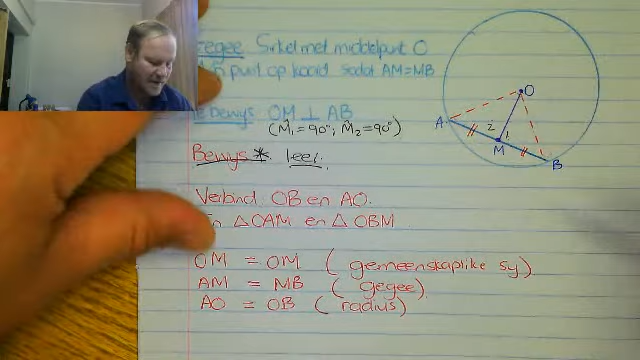 egee Sirkel met middelpunt O
'n punt op koord sodat AM=MB
e bewys: OM ⊥ AB
(M̂₁=90°; M̂₂=90°)
Bewys * leer
Verbind OB en AO.
In △OAM en △OBM
OM = OM (gemeenskaplike sy)
AM = MB (gegee)
AO = OB (radius)
O
A
2
1
M
B